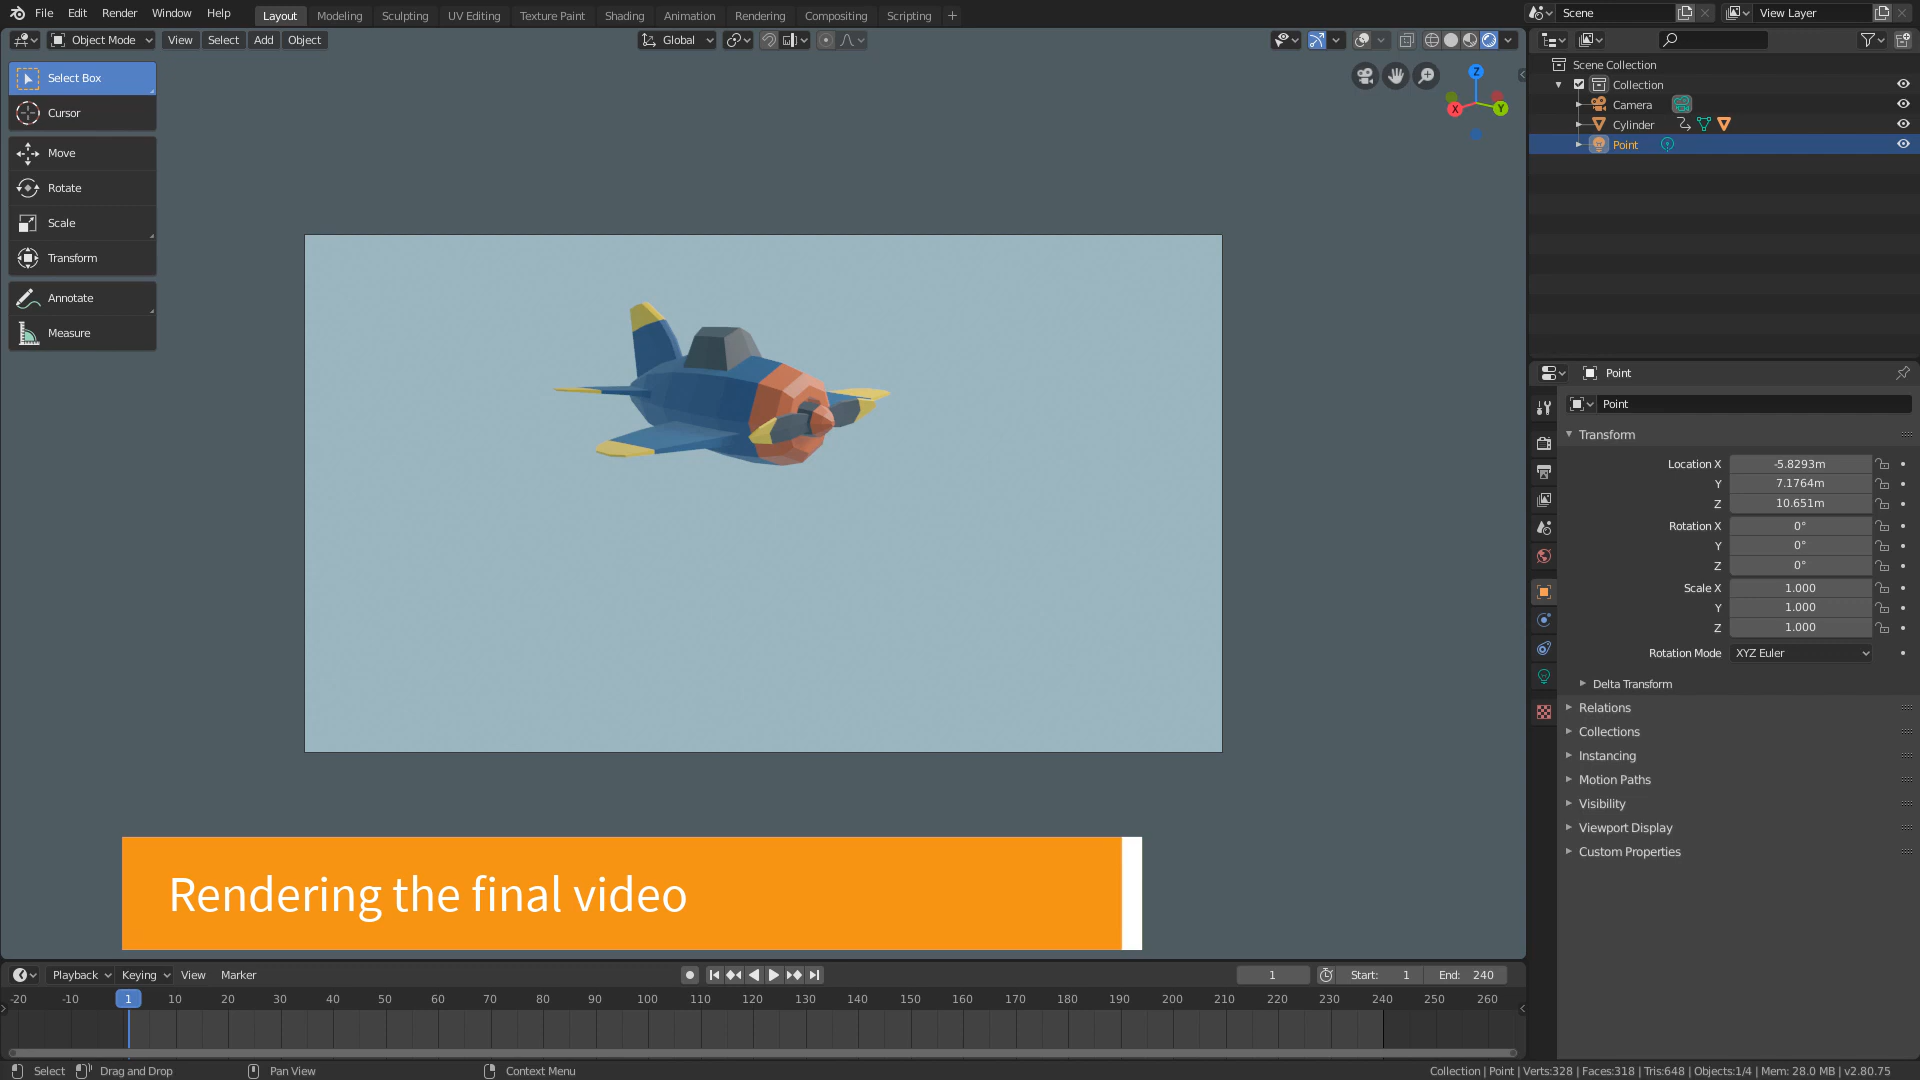 File Edit Render Window Help Layout Modeling Sculpting UV Editing Texture Paint Shading Animation Rendering Compositing Scripting + Scene View Layer
Object Mode View Select Add Object Global
Select Box
Cursor
Move
Rotate
Scale
Transform
Annotate
Measure
Z
X
Y
Scene Collection
Collection
Camera
Cylinder
Point
Point
Point
Transform
Location X -5.8293m
Y 7.1764m
Z 10.651m
Rotation X 0°
Y 0°
Z 0°
Scale X 1.000
Y 1.000
Z 1.000
Rotation Mode XYZ Euler
Delta Transform
Relations
Collections
Instancing
Motion Paths
Visibility
Viewport Display
Custom Properties
Rendering the final video
Playback Keying View Marker 1 Start: 1 End: 240
-20 -10 1 10 20 30 40 50 60 70 80 90 100 110 120 130 140 150 160 170 180 190 200 210 220 230 240 250 260
Select Drag and Drop Pan View Context Menu Collection | Point | Verts:328 | Faces:318 | Tris:648 | Objects:1/4 | Mem: 28.0 MB | v2.80.75